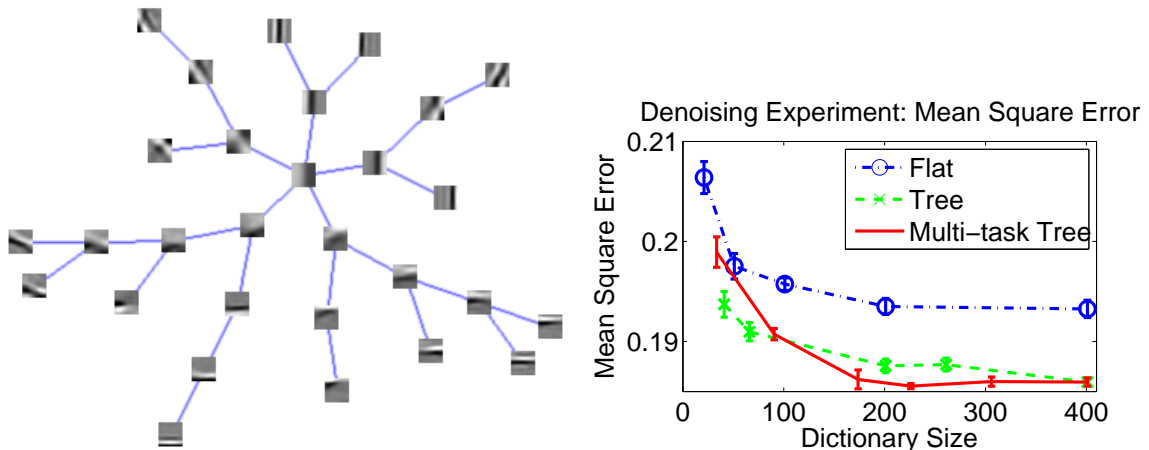 Denoising Experiment: Mean Square Error
0.21
0.2
0.19
Mean Square Error
Flat
Tree
Multi−task Tree
0 100 200 300 400
Dictionary Size